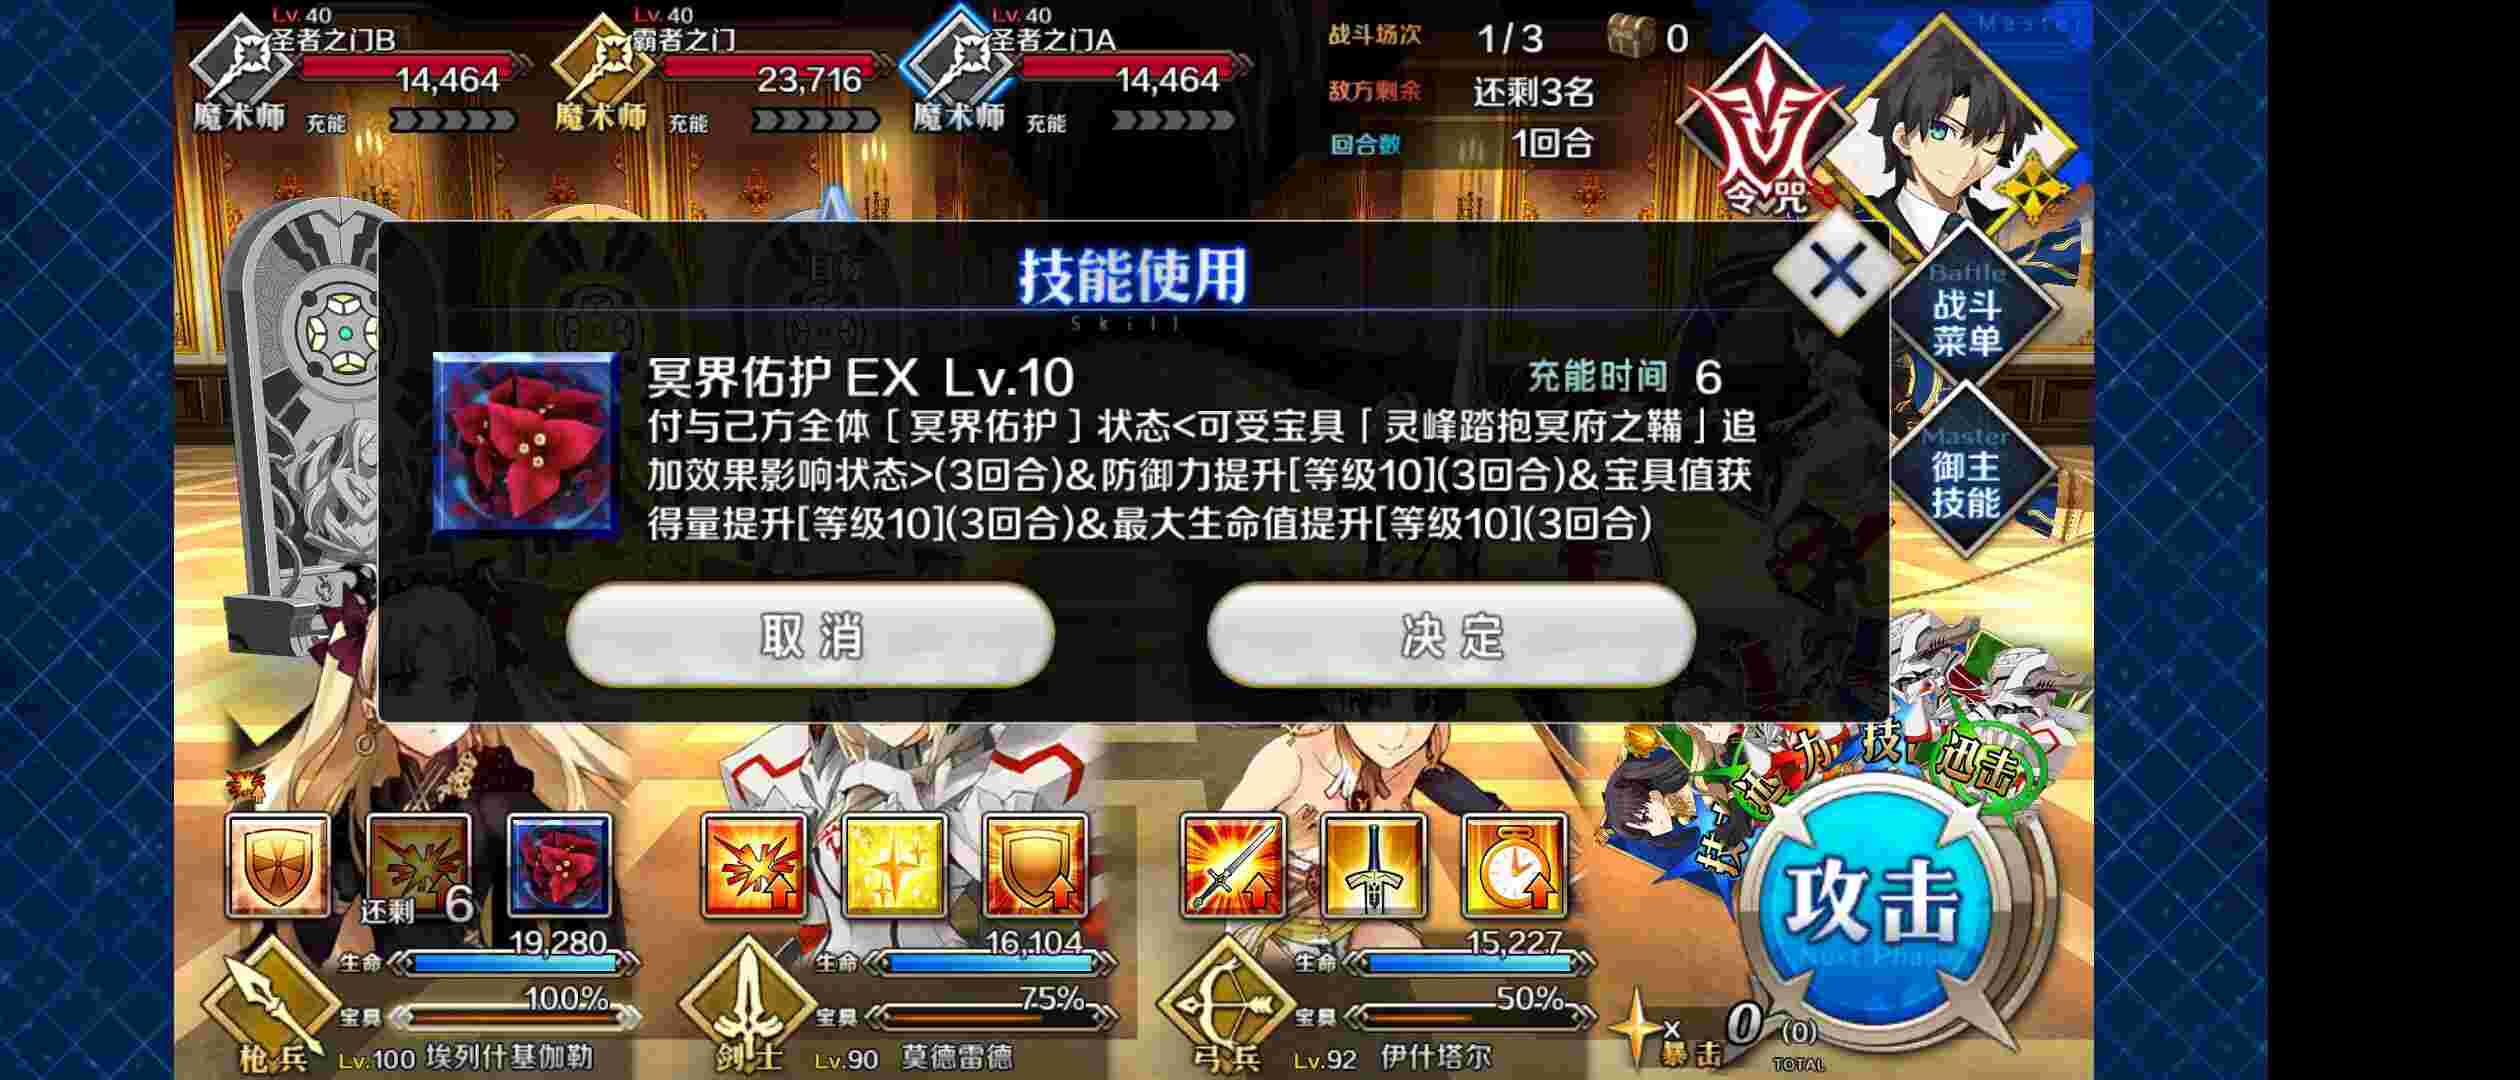 Lv.40
圣者之门B
14,464
魔术师 充能
Lv.40
霸者之门
23,716
魔术师 充能
Lv.40
圣者之门A
14,464
魔术师 充能
战斗场次 1/3 0
敌方剩余 还剩3名
回合数 1回合
令咒
Master
Battle
战斗
菜单
Master
御主
技能
技能使用
Skill
冥界佑护 EX Lv.10 充能时间 6
付与己方全体［冥界佑护］状态<可受宝具「灵峰踏抱冥府之鞴」追
加效果影响状态>(3回合)&防御力提升[等级10](3回合)&宝具值获
得量提升[等级10](3回合)&最大生命值提升[等级10](3回合)
取消
决定
还剩 6
19,280
生命
100%
宝具
枪兵 Lv.100 埃列什基伽勒
16,104
生命
75%
宝具
剑士 Lv.90 莫德雷德
15,227
生命
50%
宝具
弓兵 Lv.92 伊什塔尔
技
迅
力
技
迅击
攻击
Next Phase
x 暴击 0 (0)
TOTAL